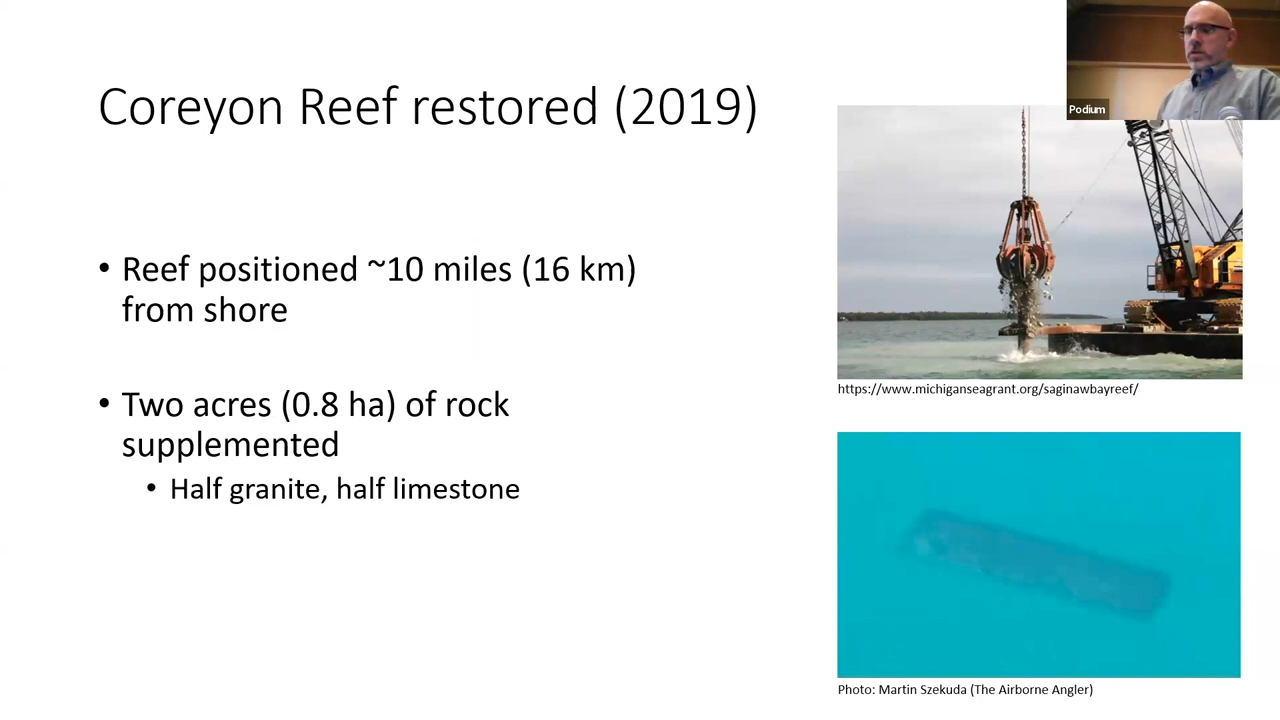 Coreyon Reef restored (2019)
Podium
• Reef positioned ~10 miles (16 km)
from shore
• Two acres (0.8 ha) of rock
supplemented
• Half granite, half limestone
https://www.michiganseagrant.org/saginawbayreef/
Photo: Martin Szekuda (The Airborne Angler)